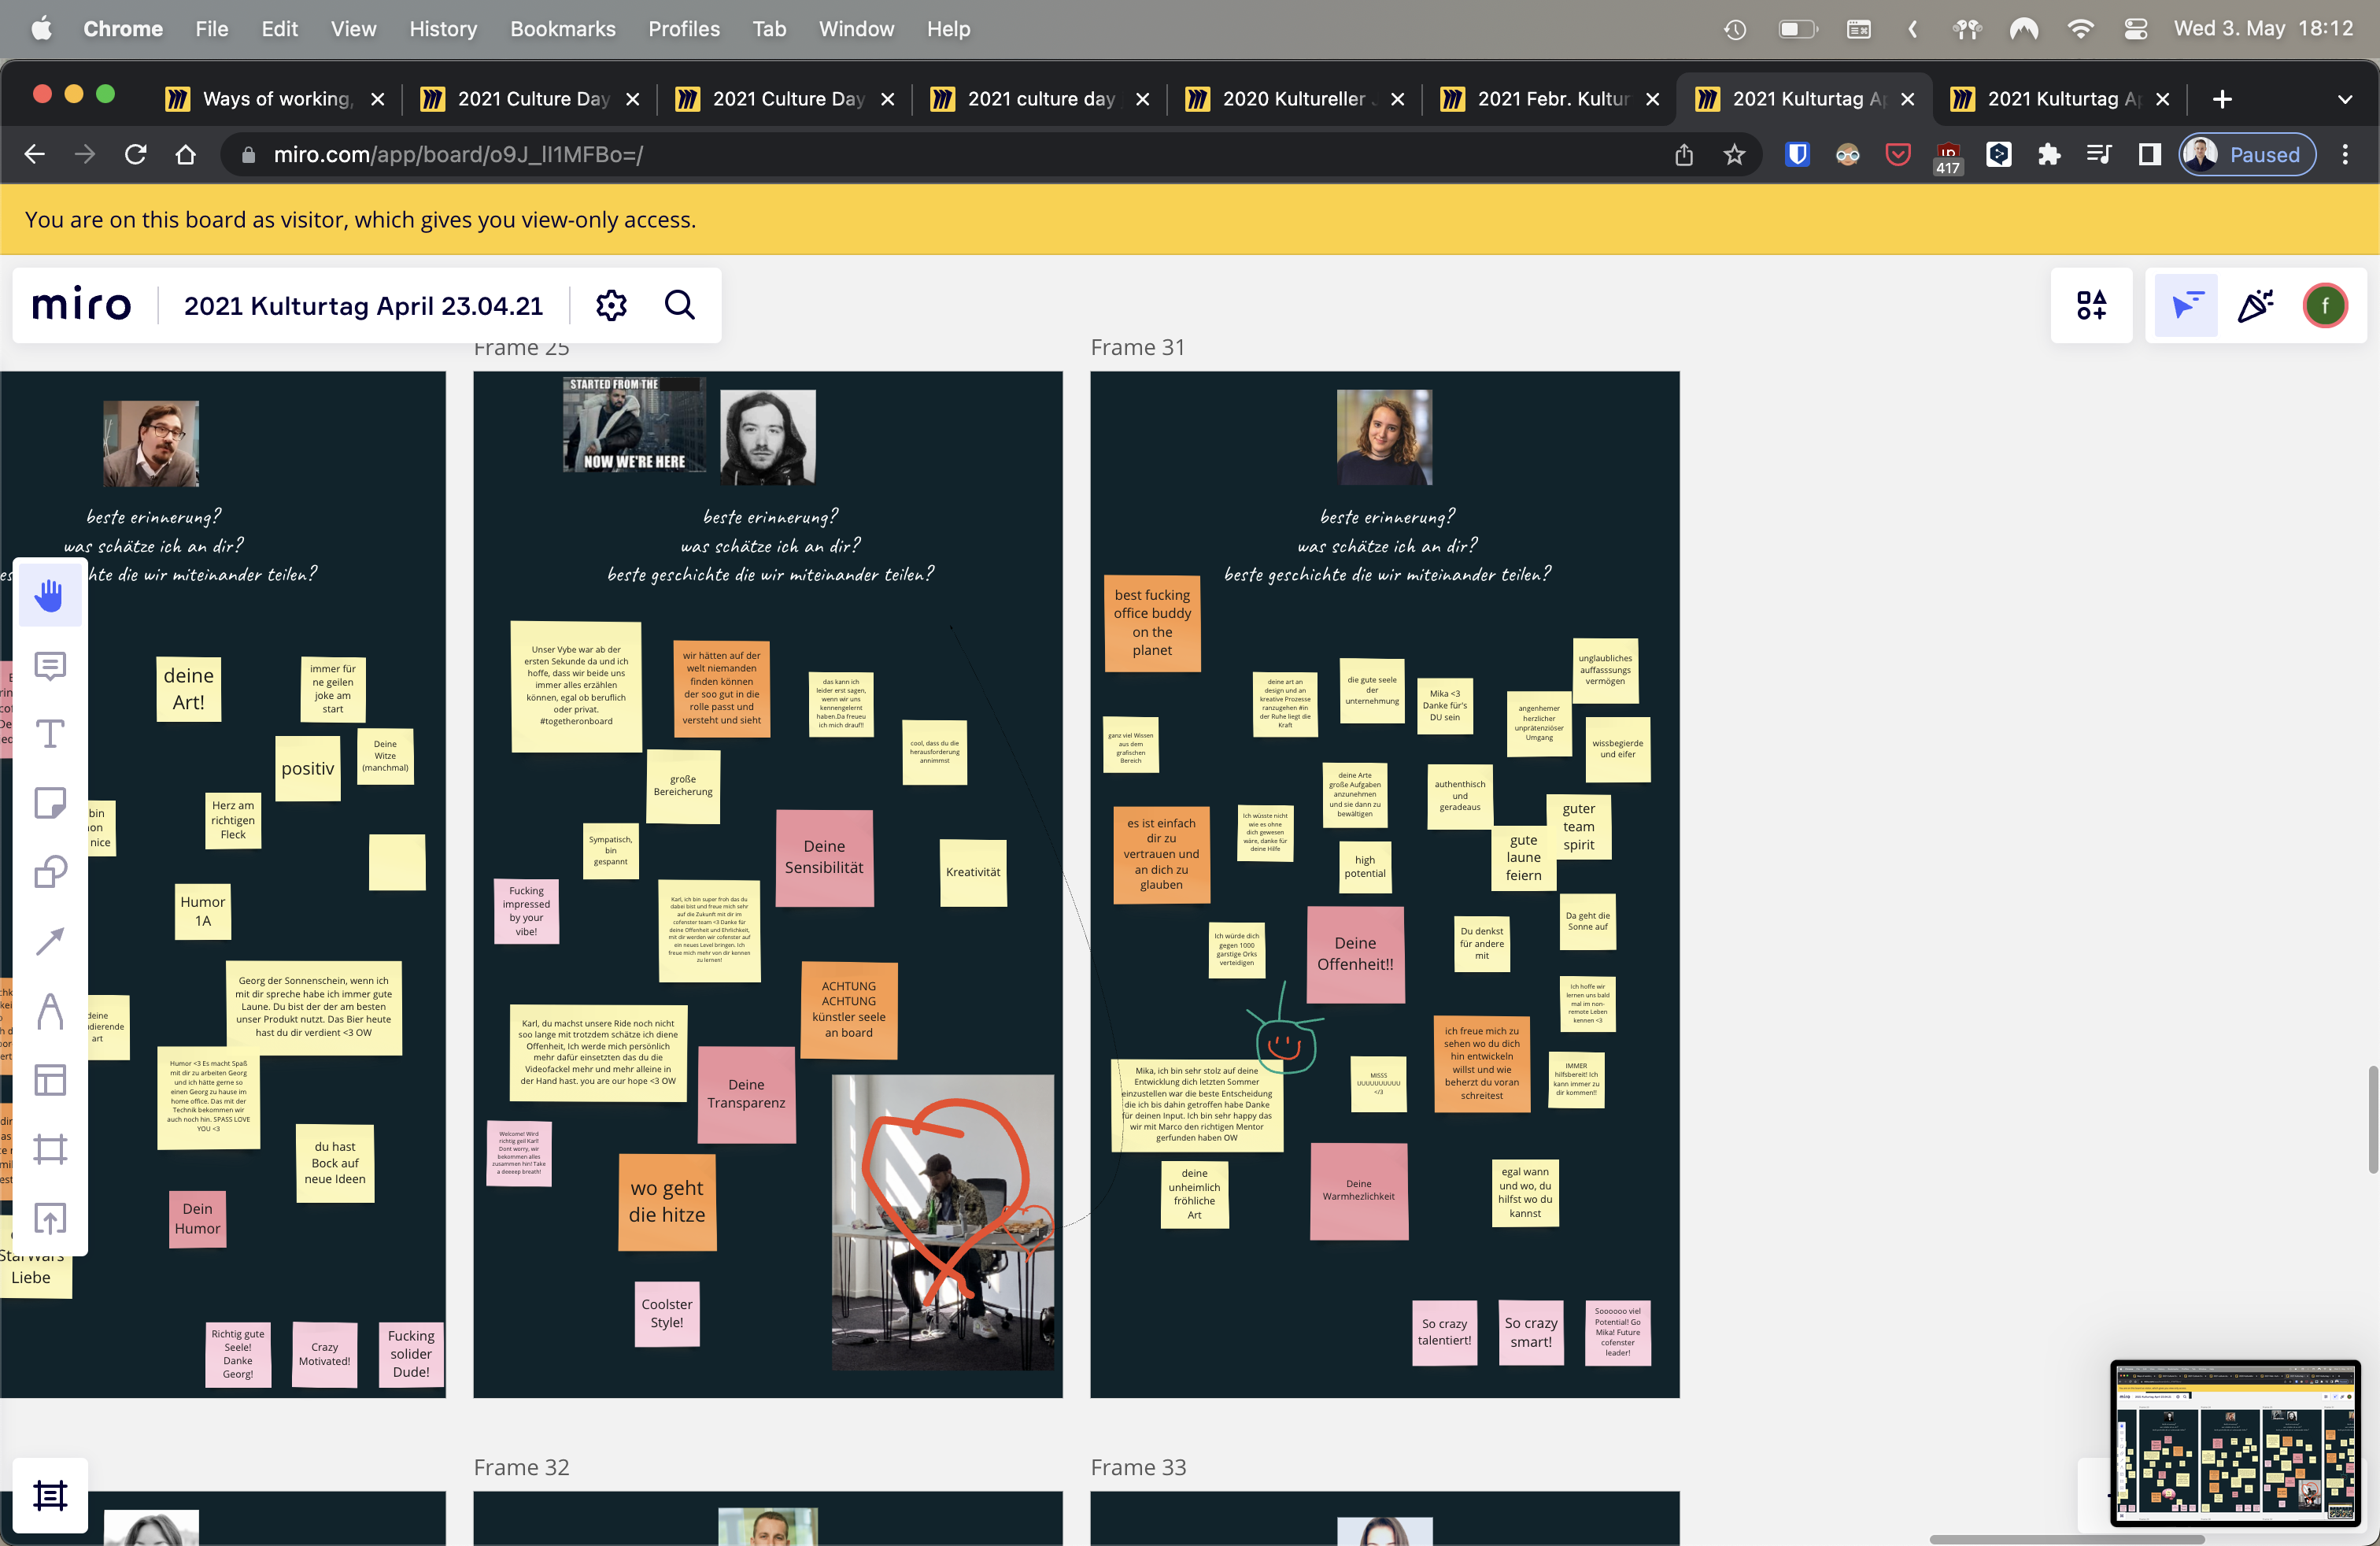 Chrome File Edit View History Bookmarks Profiles Tab Window Help
Wed 3. May 18:12
Ways of working,
2021 Culture Day
2021 Culture Day
2021 culture day
2020 Kultureller
2021 Febr. Kultur
2021 Kulturtag Ap
2021 Kulturtag Ap
miro.com/app/board/o9J_lI1MFBo=/
417
Paused
You are on this board as visitor, which gives you view-only access.
miro
2021 Kulturtag April 23.04.21
f
beste erinnerung?
was schätze ich an dir?
hte die wir miteinander teilen?
deine
Art!
immer für
ne geilen
joke am
start
positiv
Deine
Witze
(manchmal)
bin
on
nice
Herz am
richtigen
Fleck
Humor
1A
Georg der Sonnenschein, wenn ich
mit dir spreche habe ich immer gute
Laune. Du bist der der am besten
unser Produkt nutzt. Das Bier heute
hast du dir verdient <3 OW
deine
dierende
art
Humor <3 Es macht Spaß
mit dir zu arbeiten Georg
und ich hätte gerne so
einen Georg zu hause im
home office. Das mit der
Technik bekommen wir
auch noch hin. SPASS LOVE
YOU <3
du hast
Bock auf
neue Ideen
Dein
Humor
StarWars
Liebe
Richtig gute
Seele!
Danke
Georg!
Crazy
Motivated!
Fucking
solider
Dude!
Frame 25
STARTED FROM THE
NOW WE'RE HERE
beste erinnerung?
was schätze ich an dir?
beste geschichte die wir miteinander teilen?
Unser Vybe war ab der
ersten Sekunde da und ich
hoffe, dass wir beide uns
immer alles erzählen
können, egal ob beruflich
oder privat.
#togetheronboard
wir hätten auf der
welt niemanden
finden können
der soo gut in die
rolle passt und
versteht und sieht
das kann ich
leider erst sagen,
wenn wir uns
kennengelernt
haben.Da freueu
ich mich drauf!!
cool, dass du die
herausforderung
annimmst
große
Bereicherung
Sympatisch,
bin
gespannt
Deine
Sensibilität
Kreativität
Fucking
impressed
by your
vibe!
Karl, ich bin super froh das du
dabei bist und freue mich sehr
auf die Zukunft mit dir im
cofenster team <3 Danke für
deine Offenheit und Ehrlichkeit,
mit dir werden wir cofenster auf
ein neues Level bringen. Ich
freue mich mehr von dir kennen
zu lernen!
ACHTUNG
ACHTUNG
künstler seele
an board
Karl, du machst unsere Ride noch nicht
soo lange mit trotzdem schätze ich diene
Offenheit, Ich werde mich persönlich
mehr dafür einsetzten das du die
Videofackel mehr und mehr alleine in
der Hand hast. you are our hope <3 OW
Deine
Transparenz
Welcome! Wird
richtig geil Karl!
Dont worry, wir
bekommen alles
zusammen hin! Take
a deeeep breath!
wo geht
die hitze
Coolster
Style!
Frame 31
beste erinnerung?
was schätze ich an dir?
beste geschichte die wir miteinander teilen?
best fucking
office buddy
on the
planet
ganz viel Wissen
aus dem
grafischen
Bereich
deine art an
design und an
kreative Prozesse
ranzugehen #in
der Ruhe liegt die
Kraft
die gute seele
der
unternehmung
Mika <3
Danke für's
DU sein
angenhemer
herzlicher
unprätenziöser
Umgang
unglaubliches
auffasssungs
vermögen
wissbegierde
und eifer
es ist einfach
dir zu
vertrauen und
an dich zu
glauben
Ich wüsste nicht
wie es ohne
dich gewesen
wäre, danke für
deine Hilfe
deine Arte
große Aufgaben
anzunehmen
und sie dann zu
bewältigen
authenthisch
und
geradeaus
high
potential
gute
laune
feiern
guter
team
spirit
Ich würde dich
gegen 1000
garstige Orks
verteidigen
Deine
Offenheit!!
Du denkst
für andere
mit
Da geht die
Sonne auf
Ich hoffe wir
lernen uns bald
mal im non-
remote Leben
kennen <3
Mika, ich bin sehr stolz auf deine
Entwicklung dich letzten Sommer
einzustellen war die beste Entscheidung
die ich bis dahin getroffen habe Danke
für deinen Input. Ich bin sehr happy das
wir mit Marco den richtigen Mentor
gerfunden haben OW
MISSS
UUUUUUUUUU
</3
ich freue mich zu
sehen wo du dich
hin entwickeln
willst und wie
beherzt du voran
schreitest
IMMER
hilfsbereit! Ich
kann immer zu
dir kommen!!
deine
unheimlich
fröhliche
Art
Deine
Warmhezlichkeit
egal wann
und wo, du
hilfst wo du
kannst
So crazy
talentiert!
So crazy
smart!
Soooooo viel
Potential! Go
Mika! Future
cofenster
leader!
Frame 32
Frame 33